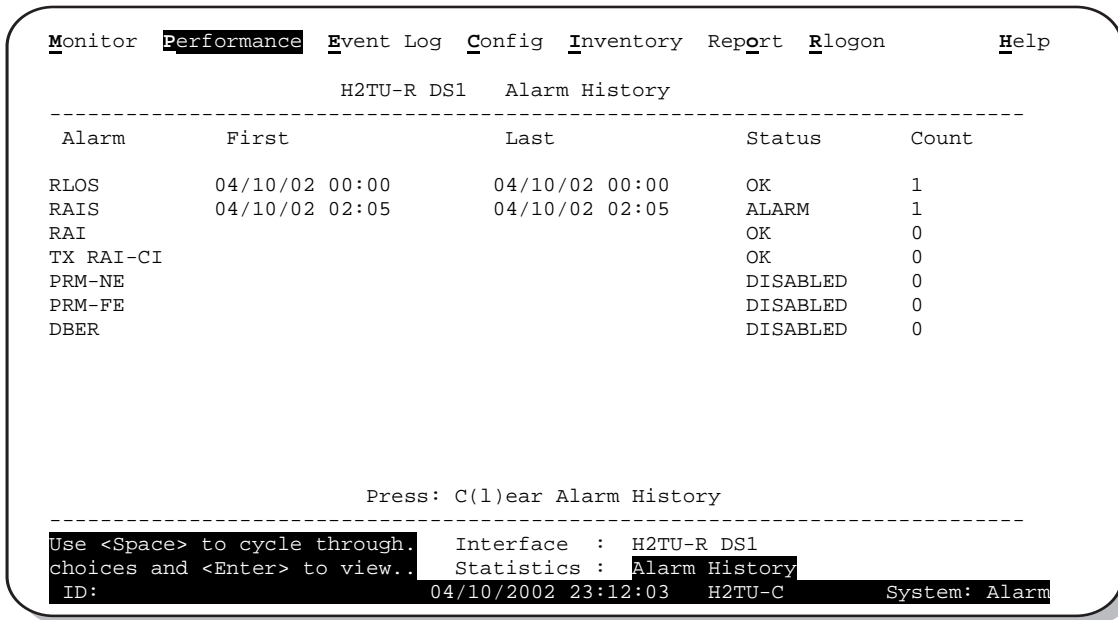 Monitor Performance Event Log Config Inventory Report Rlogon Help
H2TU-R DS1 Alarm History
-----------------------------------------------------------------------------
Alarm First Last Status Count
RLOS 04/10/02 00:00 04/10/02 00:00 OK 1
RAIS 04/10/02 02:05 04/10/02 02:05 ALARM 1
RAI OK 0
TX RAI-CI OK 0
PRM-NE DISABLED 0
PRM-FE DISABLED 0
DBER DISABLED 0
Press: C(l)ear Alarm History
-----------------------------------------------------------------------------
Use <Space> to cycle through. Interface : H2TU-R DS1
choices and <Enter> to view.. Statistics : Alarm History
ID: 04/10/2002 23:12:03 H2TU-C System: Alarm